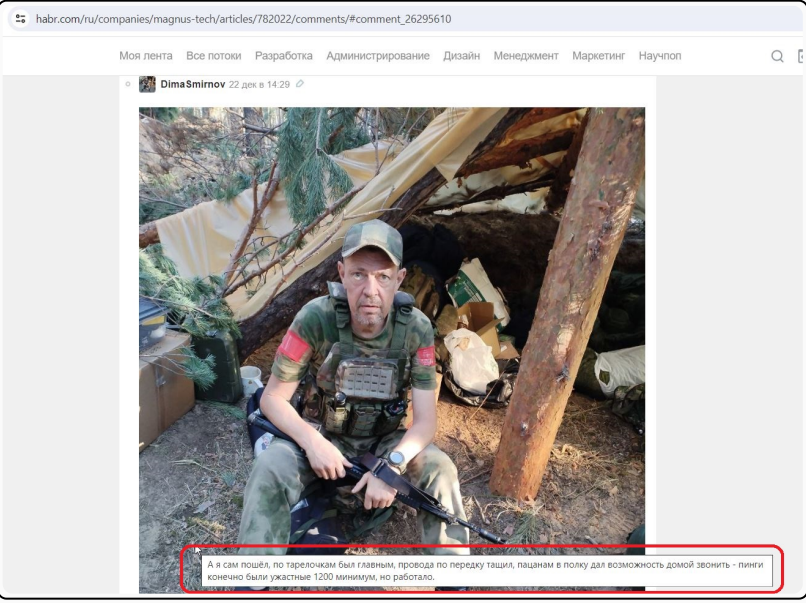 habr.com/ru/companies/magnus-tech/articles/782022/comments/#comment_26295610
Моя лента Все потоки Разработка Администрирование Дизайн Менеджмент Маркетинг Научпоп
DimaSmirnov 22 дек в 14:29
А я сам пошёл, по тарелочкам был главным, провода по передку тащил, пацанам в полку дал возможность домой звонить - пинги
конечно были ужастные 1200 минимум, но работало.